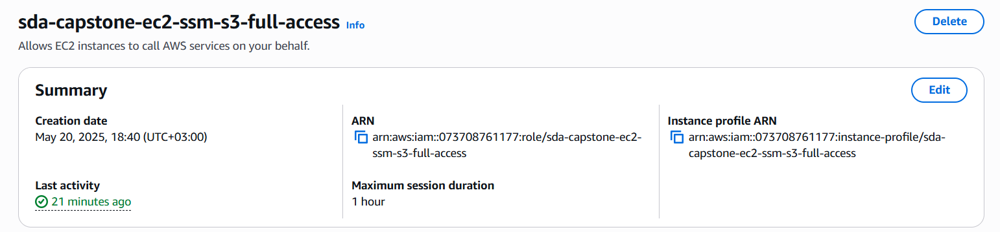 sda-capstone-ec2-ssm-s3-full-access Info
Delete
Allows EC2 instances to call AWS services on your behalf.
Summary
Edit
Creation date
May 20, 2025, 18:40 (UTC+03:00)
ARN
arn:aws:iam::073708761177:role/sda-capstone-ec2-
ssm-s3-full-access
Instance profile ARN
arn:aws:iam::073708761177:instance-profile/sda-
capstone-ec2-ssm-s3-full-access
Last activity
21 minutes ago
Maximum session duration
1 hour